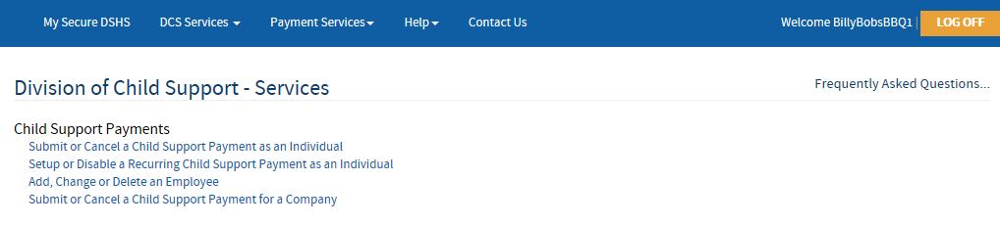 My Secure DSHS DCS Services Payment Services Help Contact Us Welcome BillyBobsBBQ1 | LOG OFF
Division of Child Support - Services Frequently Asked Questions...
Child Support Payments
Submit or Cancel a Child Support Payment as an Individual
Setup or Disable a Recurring Child Support Payment as an Individual
Add, Change or Delete an Employee
Submit or Cancel a Child Support Payment for a Company